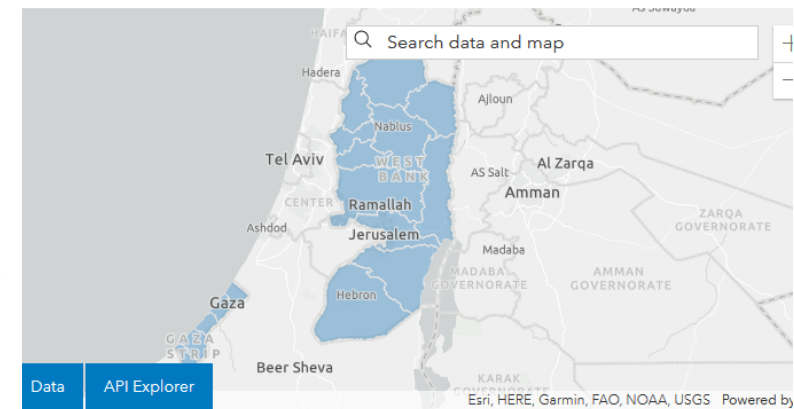 As Suwayda
HAIFA
Search data and map
+
−
Hadera
Ajloun
Nablus
Tel Aviv
WEST
BANK
AS Salt
Al Zarqa
Amman
CENTER
Ramallah
ZARQA
GOVERNORATE
Ashdod
Jerusalem
Madaba
MADABA
GOVERNORATE
AMMAN
GOVERNORATE
Hebron
Gaza
GAZA
STRIP
Beer Sheva
KARAK
GOVERNORATE
Data
API Explorer
Esri, HERE, Garmin, FAO, NOAA, USGS Powered by